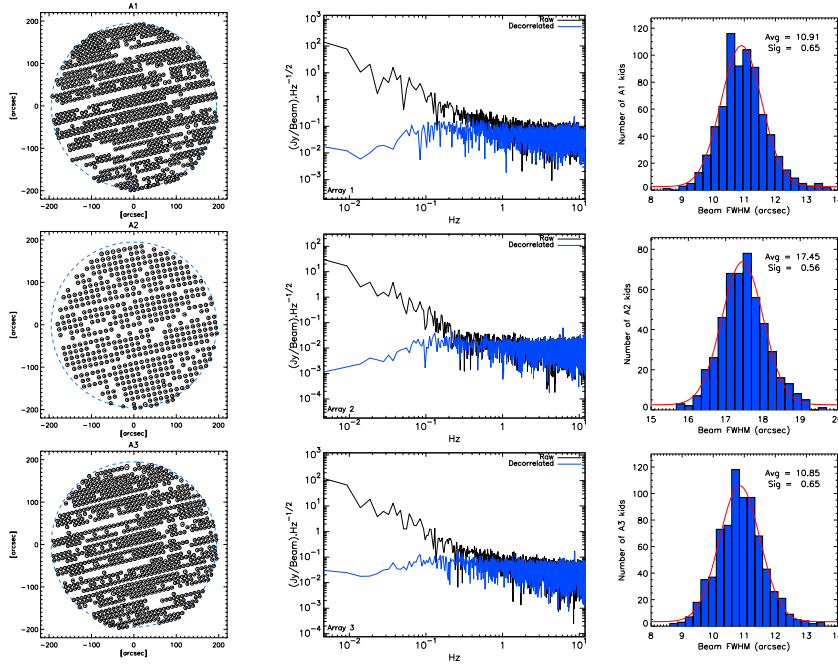 A1
200
100
0
−100
−200
[arcsec]
−200 −100 0 100 200
[arcsec]
10³
10²
10
1
10⁻¹
10⁻²
10⁻³
(Jy/Beam).Hz⁻¹/²
Raw
Decorrelated
Array 1
10⁻² 10⁻¹ 1 10
Hz
120
100
80
60
40
20
0
Number of A1 kids
Avg = 10.91
Sig = 0.65
8 9 10 11 12 13 14
Beam FWHM (arcsec)
A2
200
100
0
−100
−200
[arcsec]
−200 −100 0 100 200
[arcsec]
10³
10²
10
1
10⁻¹
10⁻²
10⁻³
10⁻⁴
(Jy/Beam).Hz⁻¹/²
Raw
Decorrelated
Array 2
10⁻² 10⁻¹ 1 10
Hz
80
60
40
20
0
Number of A2 kids
Avg = 17.45
Sig = 0.56
15 16 17 18 19 20
Beam FWHM (arcsec)
A3
200
100
0
−100
−200
[arcsec]
−200 −100 0 100 200
[arcsec]
10³
10²
10
1
10⁻¹
10⁻²
10⁻³
10⁻⁴
(Jy/Beam).Hz⁻¹/²
Raw
Decorrelated
Array 3
10⁻² 10⁻¹ 1 10
Hz
120
100
80
60
40
20
0
Number of A3 kids
Avg = 10.85
Sig = 0.65
8 9 10 11 12 13 14
Beam FWHM (arcsec)